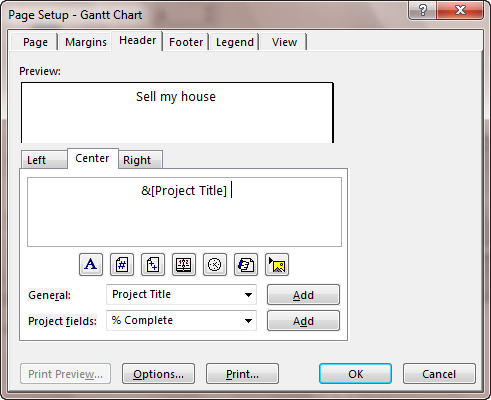 Page Setup - Gantt Chart
Page Margins Header Footer Legend View
Preview:
Sell my house
Left Center Right
&[Project Title]
A # +
General: Project Title Add
Project fields: % Complete Add
Print Preview... Options... Print... OK Cancel